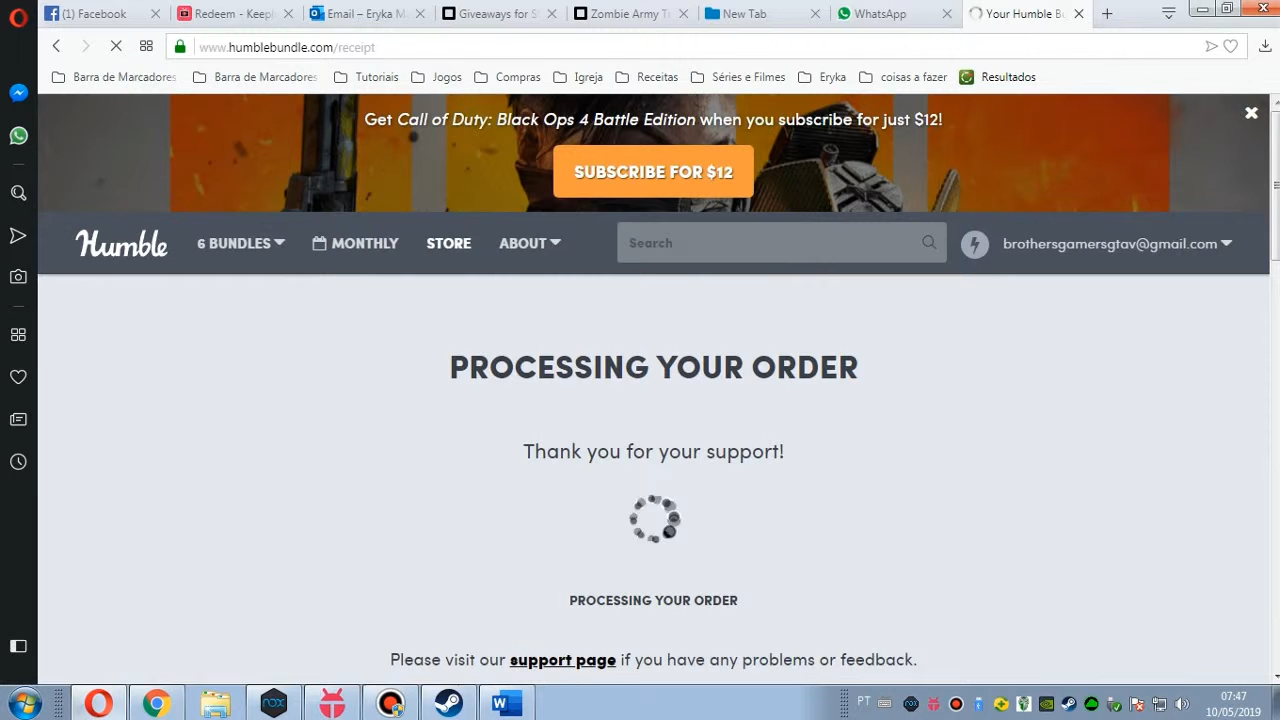 (1) Facebook
Redeem - Keepl
Email – Eryka M
Giveaways for S
Zombie Army T
New Tab
WhatsApp
Your Humble Bu
www.humblebundle.com/receipt
Barra de Marcadores
Barra de Marcadores
Tutoriais
Jogos
Compras
Igreja
Receitas
Séries e Filmes
Eryka
coisas a fazer
Resultados
Get Call of Duty: Black Ops 4 Battle Edition when you subscribe for just $12!
SUBSCRIBE FOR $12
Humble
6 BUNDLES
MONTHLY
STORE
ABOUT
Search
brothersgamersgtav@gmail.com
PROCESSING YOUR ORDER
Thank you for your support!
PROCESSING YOUR ORDER
Please visit our support page if you have any problems or feedback.
nox
W
PT
07:47
10/05/2019